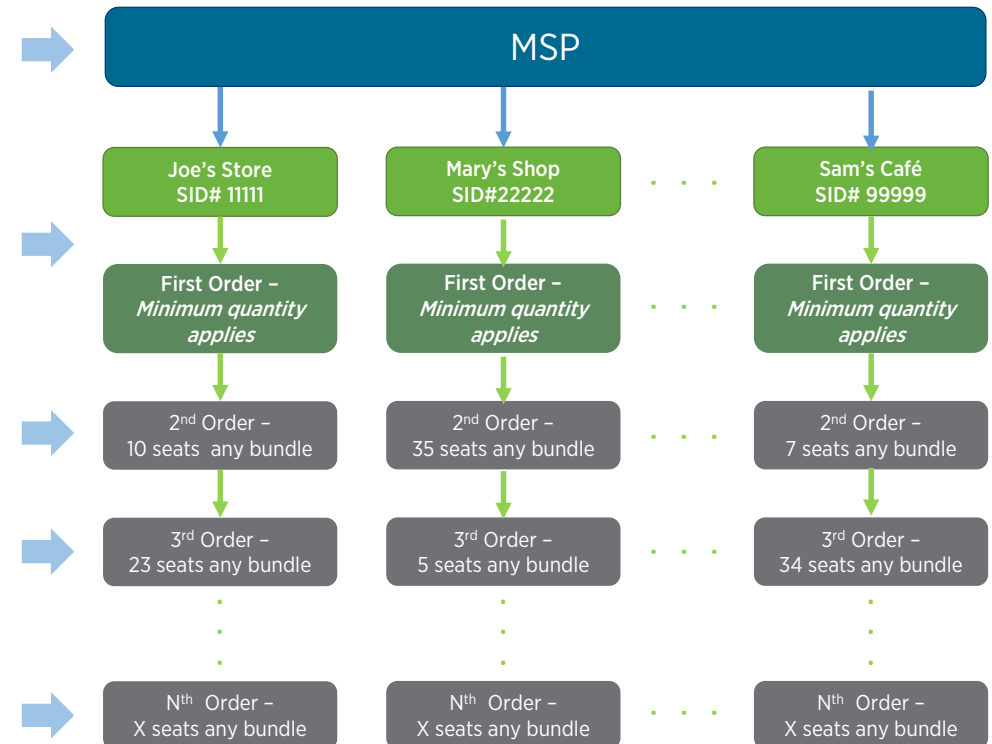 MSP
Joe's Store
SID# 11111
Mary's Shop
SID#22222
. . . .
Sam's Café
SID# 99999
First Order –
Minimum quantity
applies
First Order –
Minimum quantity
applies
. . . .
First Order –
Minimum quantity
applies
2nd Order –
10 seats any bundle
2nd Order –
35 seats any bundle
. . . .
2nd Order –
7 seats any bundle
3rd Order –
23 seats any bundle
3rd Order –
5 seats any bundle
. . . .
3rd Order –
34 seats any bundle
Nth Order –
X seats any bundle
Nth Order –
X seats any bundle
. . . .
Nth Order –
X seats any bundle